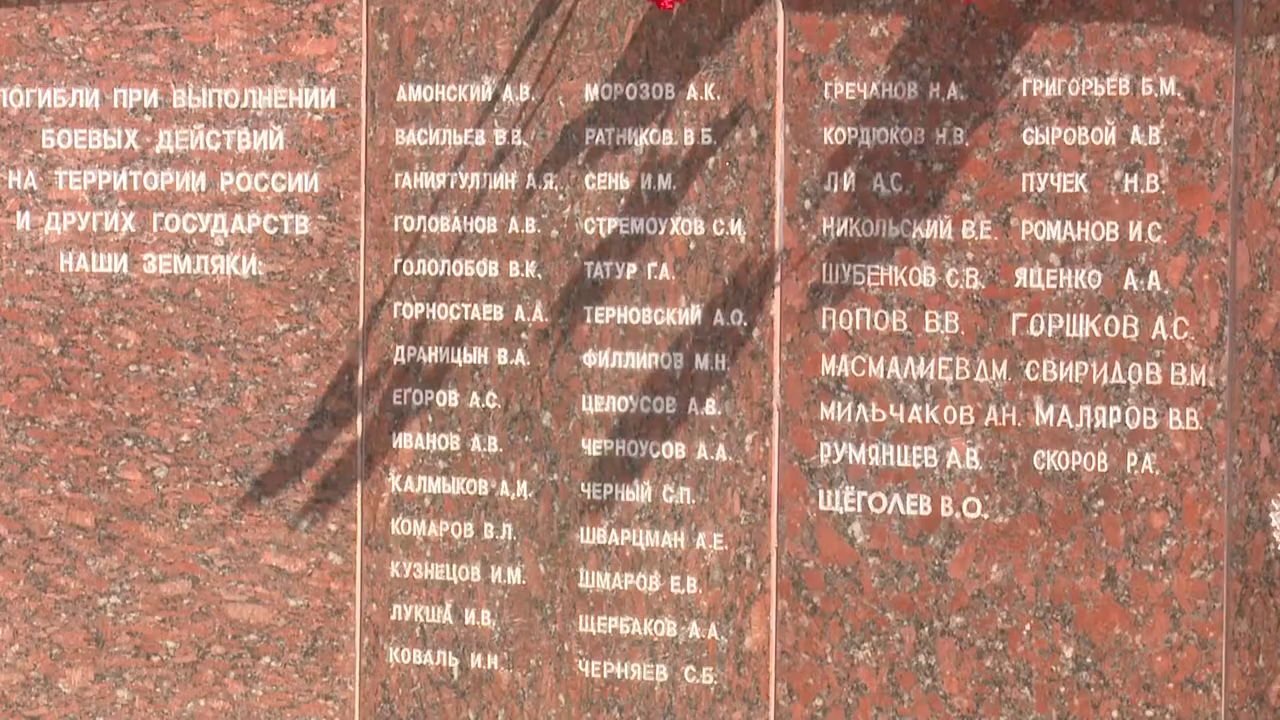 ПОГИБЛИ ПРИ ВЫПОЛНЕНИИ
БОЕВЫХ ДЕЙСТВИЙ
НА ТЕРРИТОРИИ РОССИИ
И ДРУГИХ ГОСУДАРСТВ
НАШИ ЗЕМЛЯКИ:
АМОНСКИЙ А.В.
ВАСИЛЬЕВ В.В.
ГАНИЯТУЛЛИН А.Я.
ГОЛОВАНОВ А.В.
ГОЛОЛОБОВ В.К.
ГОРНОСТАЕВ А.А.
ДРАНИЦЫН В.А.
ЕГОРОВ А.С.
ИВАНОВ А.В.
КАЛМЫКОВ А.И.
КОМАРОВ В.Л.
КУЗНЕЦОВ И.М.
ЛУКША И.В.
КОВАЛЬ И.Н.
МОРОЗОВ А.К.
РАТНИКОВ В.Б.
СЕНЬ И.М.
СТРЕМОУХОВ С.И.
ТАТУР Г.А.
ТЕРНОВСКИЙ А.О.
ФИЛЛИПОВ М.Н.
ЦЕЛОУСОВ А.В.
ЧЕРНОУСОВ А.А.
ЧЕРНЫЙ С.П.
ШВАРЦМАН А.Е.
ШМАРОВ Е.В.
ЩЕРБАКОВ А.А.
ЧЕРНЯЕВ С.Б.
ГРЕЧАНОВ Н.А.
КОРДЮКОВ Н.В.
ЛИ А.С.
НИКОЛЬСКИЙ В.Е.
ШУБЕНКОВ С.В.
ПОПОВ В.В.
МАСМАЛИЕВ Д.М.
МИЛЬЧАКОВ А.Н.
РУМЯНЦЕВ А.В.
ЩЁГОЛЕВ В.О.
ГРИГОРЬЕВ Б.М.
СЫРОВОЙ А.В.
ПУЧЕК Н.В.
РОМАНОВ И.С.
ЯЦЕНКО А.А.
ГОРШКОВ А.С.
СВИРИДОВ В.М.
МАЛЯРОВ В.В.
СКОРОВ Р.А.